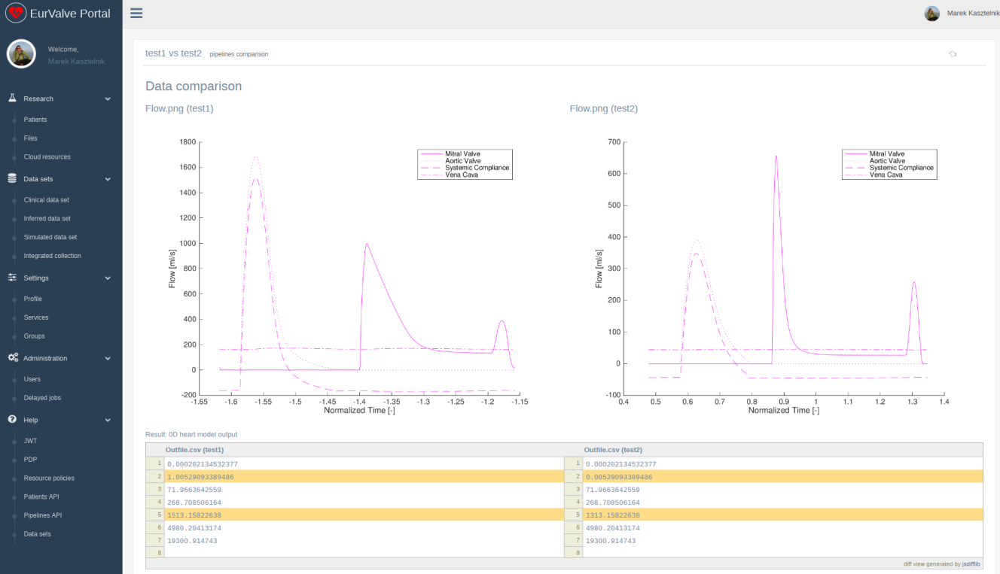 EurValve Portal
Marek Kasztelnik
Welcome,
Marek Kasztelnik
Research
Patients
Files
Cloud resources
Data sets
Clinical data set
Inferred data set
Simulated data set
Integrated collection
Settings
Profile
Services
Groups
Administration
Users
Delayed jobs
Help
JWT
PDP
Resource policies
Patients API
Pipelines API
Data sets
test1 vs test2 pipelines comparison
Data comparison
Flow.png (test1)
1800
1600
1400
1200
1000
800
600
400
200
0
-200
Flow [ml/s]
Mitral Valve
Aortic Valve
Systemic Compliance
Vena Cava
-1.65 -1.6 -1.55 -1.5 -1.45 -1.4 -1.35 -1.3 -1.25 -1.2 -1.15
Normalized Time [-]
Flow.png (test2)
700
600
500
400
300
200
100
0
-100
Flow [ml/s]
Mitral Valve
Aortic Valve
Systemic Compliance
Vena Cava
0.4 0.5 0.6 0.7 0.8 0.9 1 1.1 1.2 1.3 1.4
Normalized Time [-]
Result: 0D heart model output
Outfile.csv (test1) Outfile.csv (test2)
1 0.000202134532377 1 0.000202134532377
2 1.00529093389486 2 0.00529093389486
3 71.9663642559 3 71.9663642559
4 268.708506164 4 268.708506164
5 1513.15822638 5 1313.15822638
6 4980.20413174 6 4980.20413174
7 19300.914743 7 19300.914743
8 8
diff view generated by jsdifflib